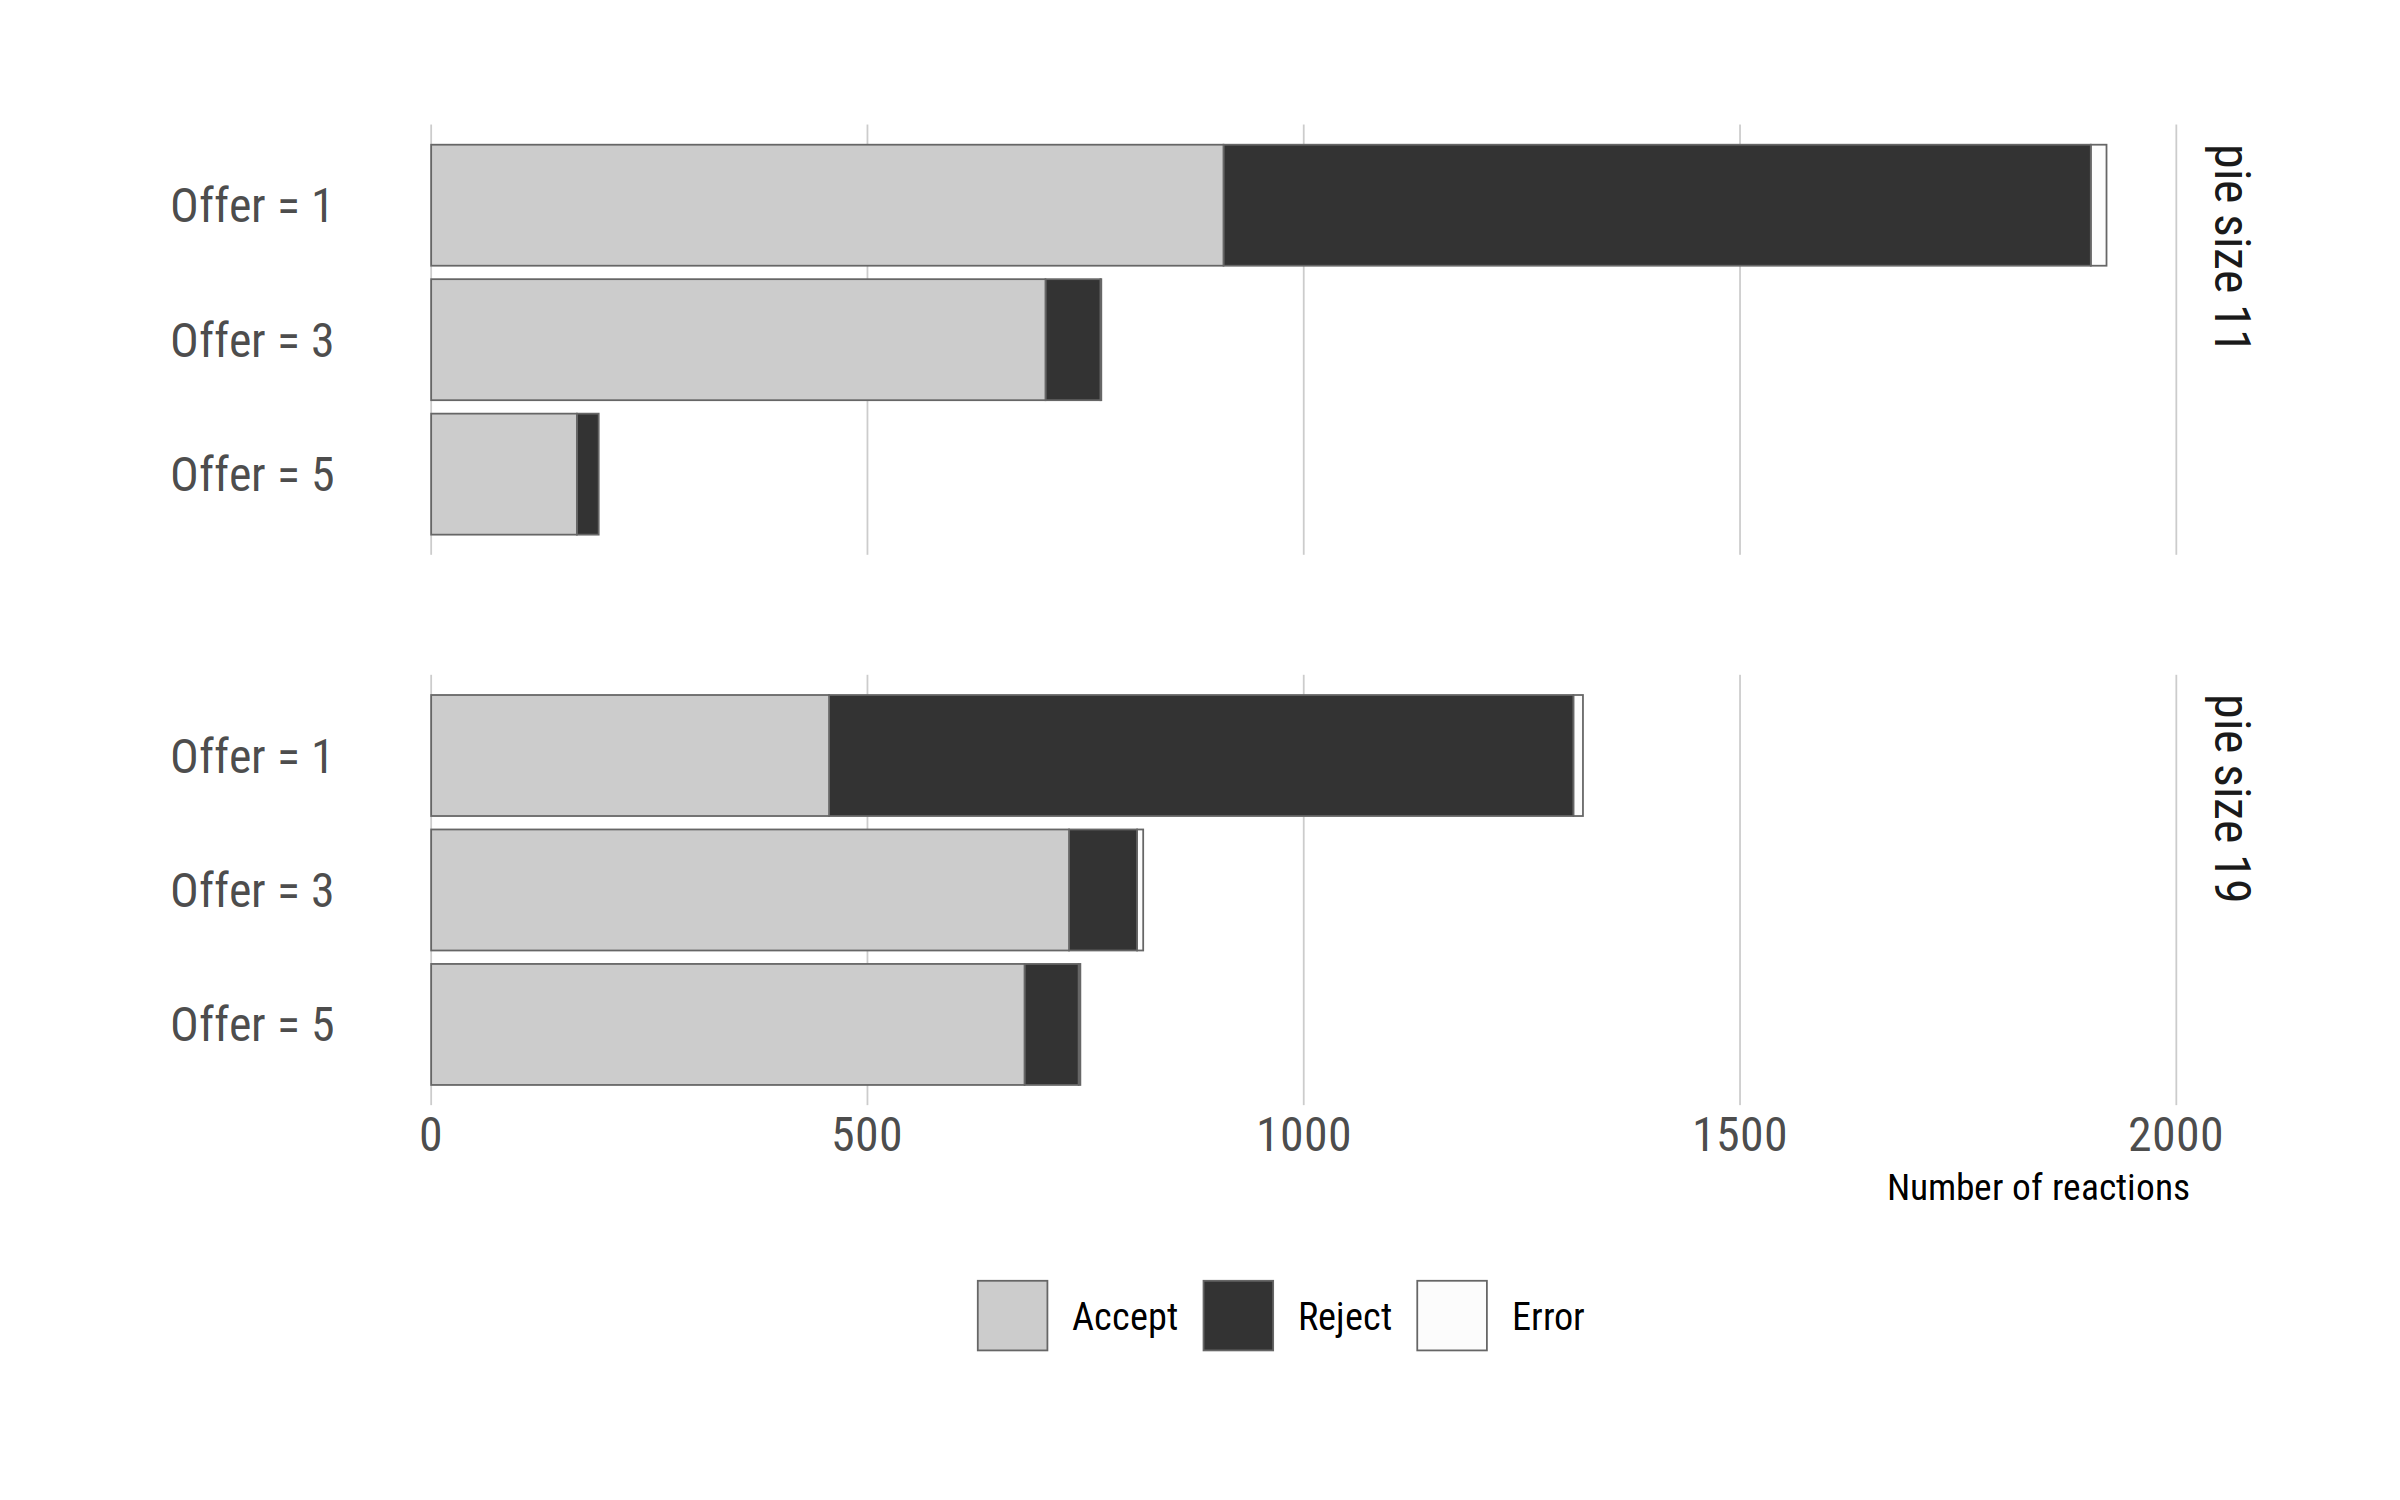 Offer = 1
Offer = 3
Offer = 5
pie size 11
Offer = 1
Offer = 3
Offer = 5
pie size 19
0 500 1000 1500 2000
Number of reactions
Accept Reject Error